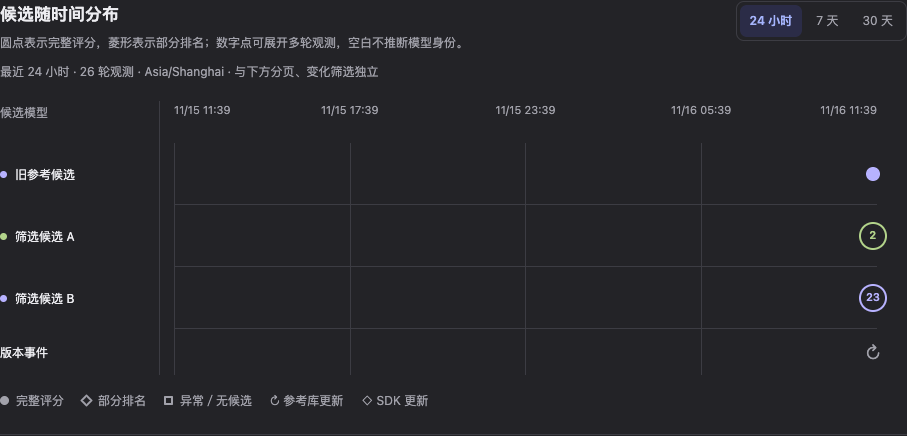 候选随时间分布
24 小时 7 天 30 天
圆点表示完整评分，菱形表示部分排名；数字点可展开多轮观测，空白不推断模型身份。
最近 24 小时 · 26 轮观测 · Asia/Shanghai · 与下方分页、变化筛选独立
候选模型 11/15 11:39 11/15 17:39 11/15 23:39 11/16 05:39 11/16 11:39
旧参考候选
筛选候选 A 2
筛选候选 B 23
版本事件
完整评分 部分排名 异常 / 无候选 参考库更新 SDK 更新